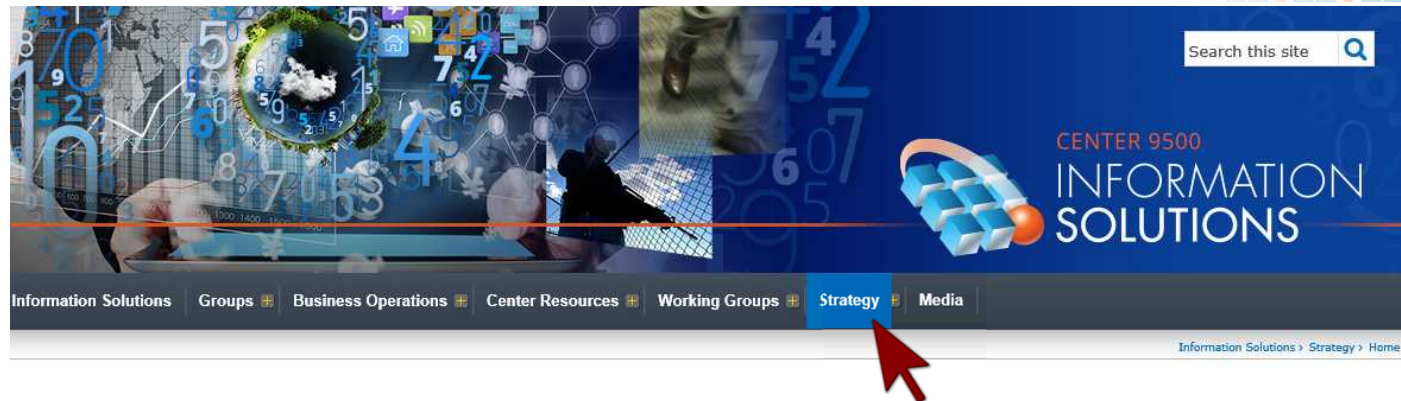 Search this site
CENTER 9500
INFORMATION
SOLUTIONS
Information Solutions Groups Business Operations Center Resources Working Groups Strategy Media
Information Solutions > Strategy > Home